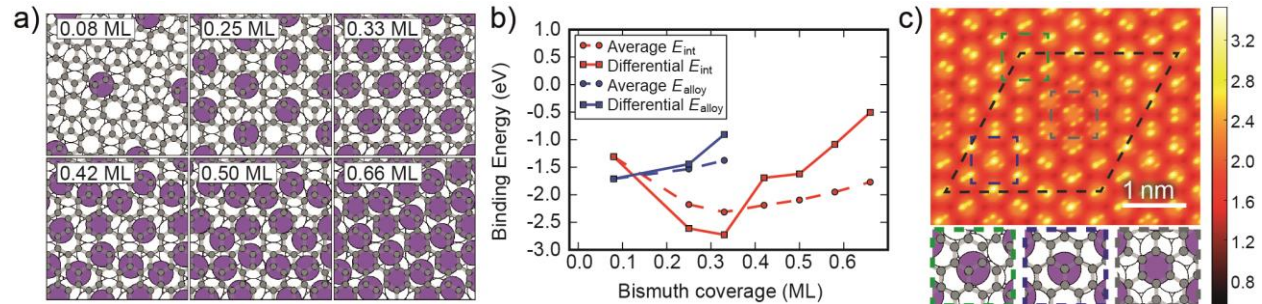 a)
0.08 ML
0.25 ML
0.33 ML
0.42 ML
0.50 ML
0.66 ML
b)
Binding Energy (eV)
1.0
0.5
0.0
-0.5
-1.0
-1.5
-2.0
-2.5
-3.0
Average Eint
Differential Eint
Average Ealloy
Differential Ealloy
0.0 0.1 0.2 0.3 0.4 0.5 0.6
Bismuth coverage (ML)
c)
1 nm
3.2
2.8
2.4
2.0
1.6
1.2
0.8